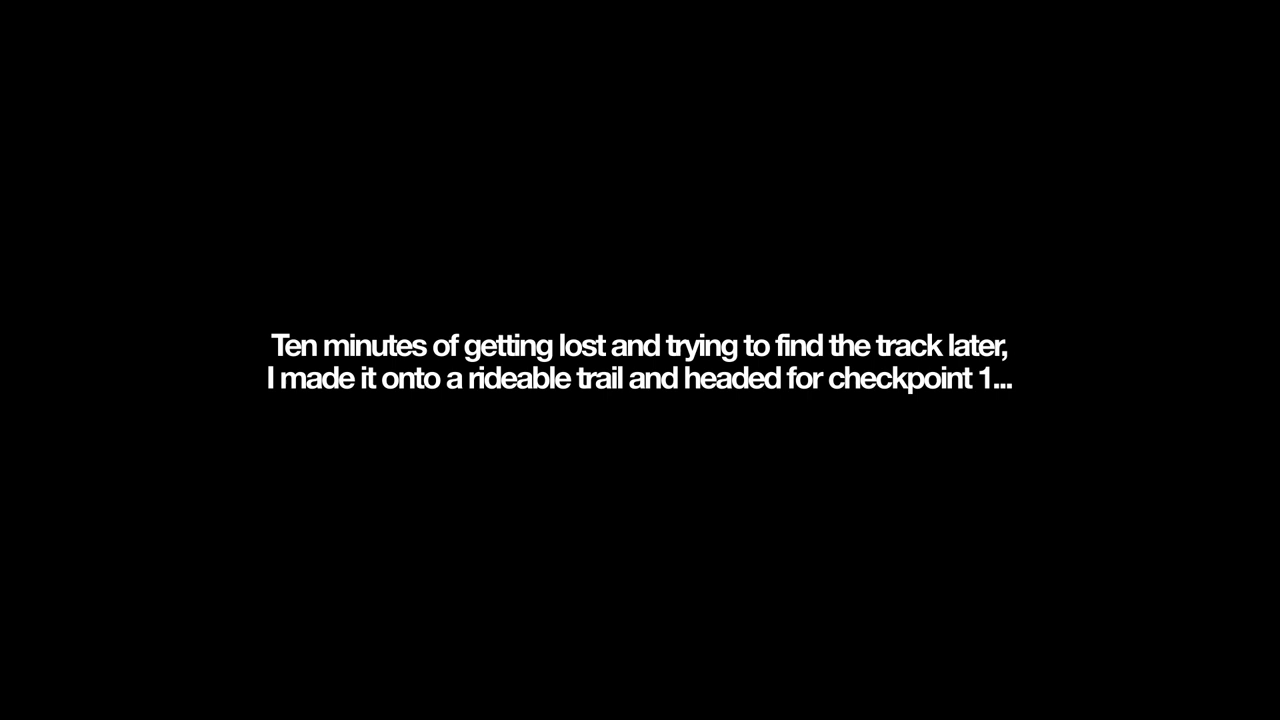 Ten minutes of getting lost and trying to find the track later,
I made it onto a rideable trail and headed for checkpoint 1...